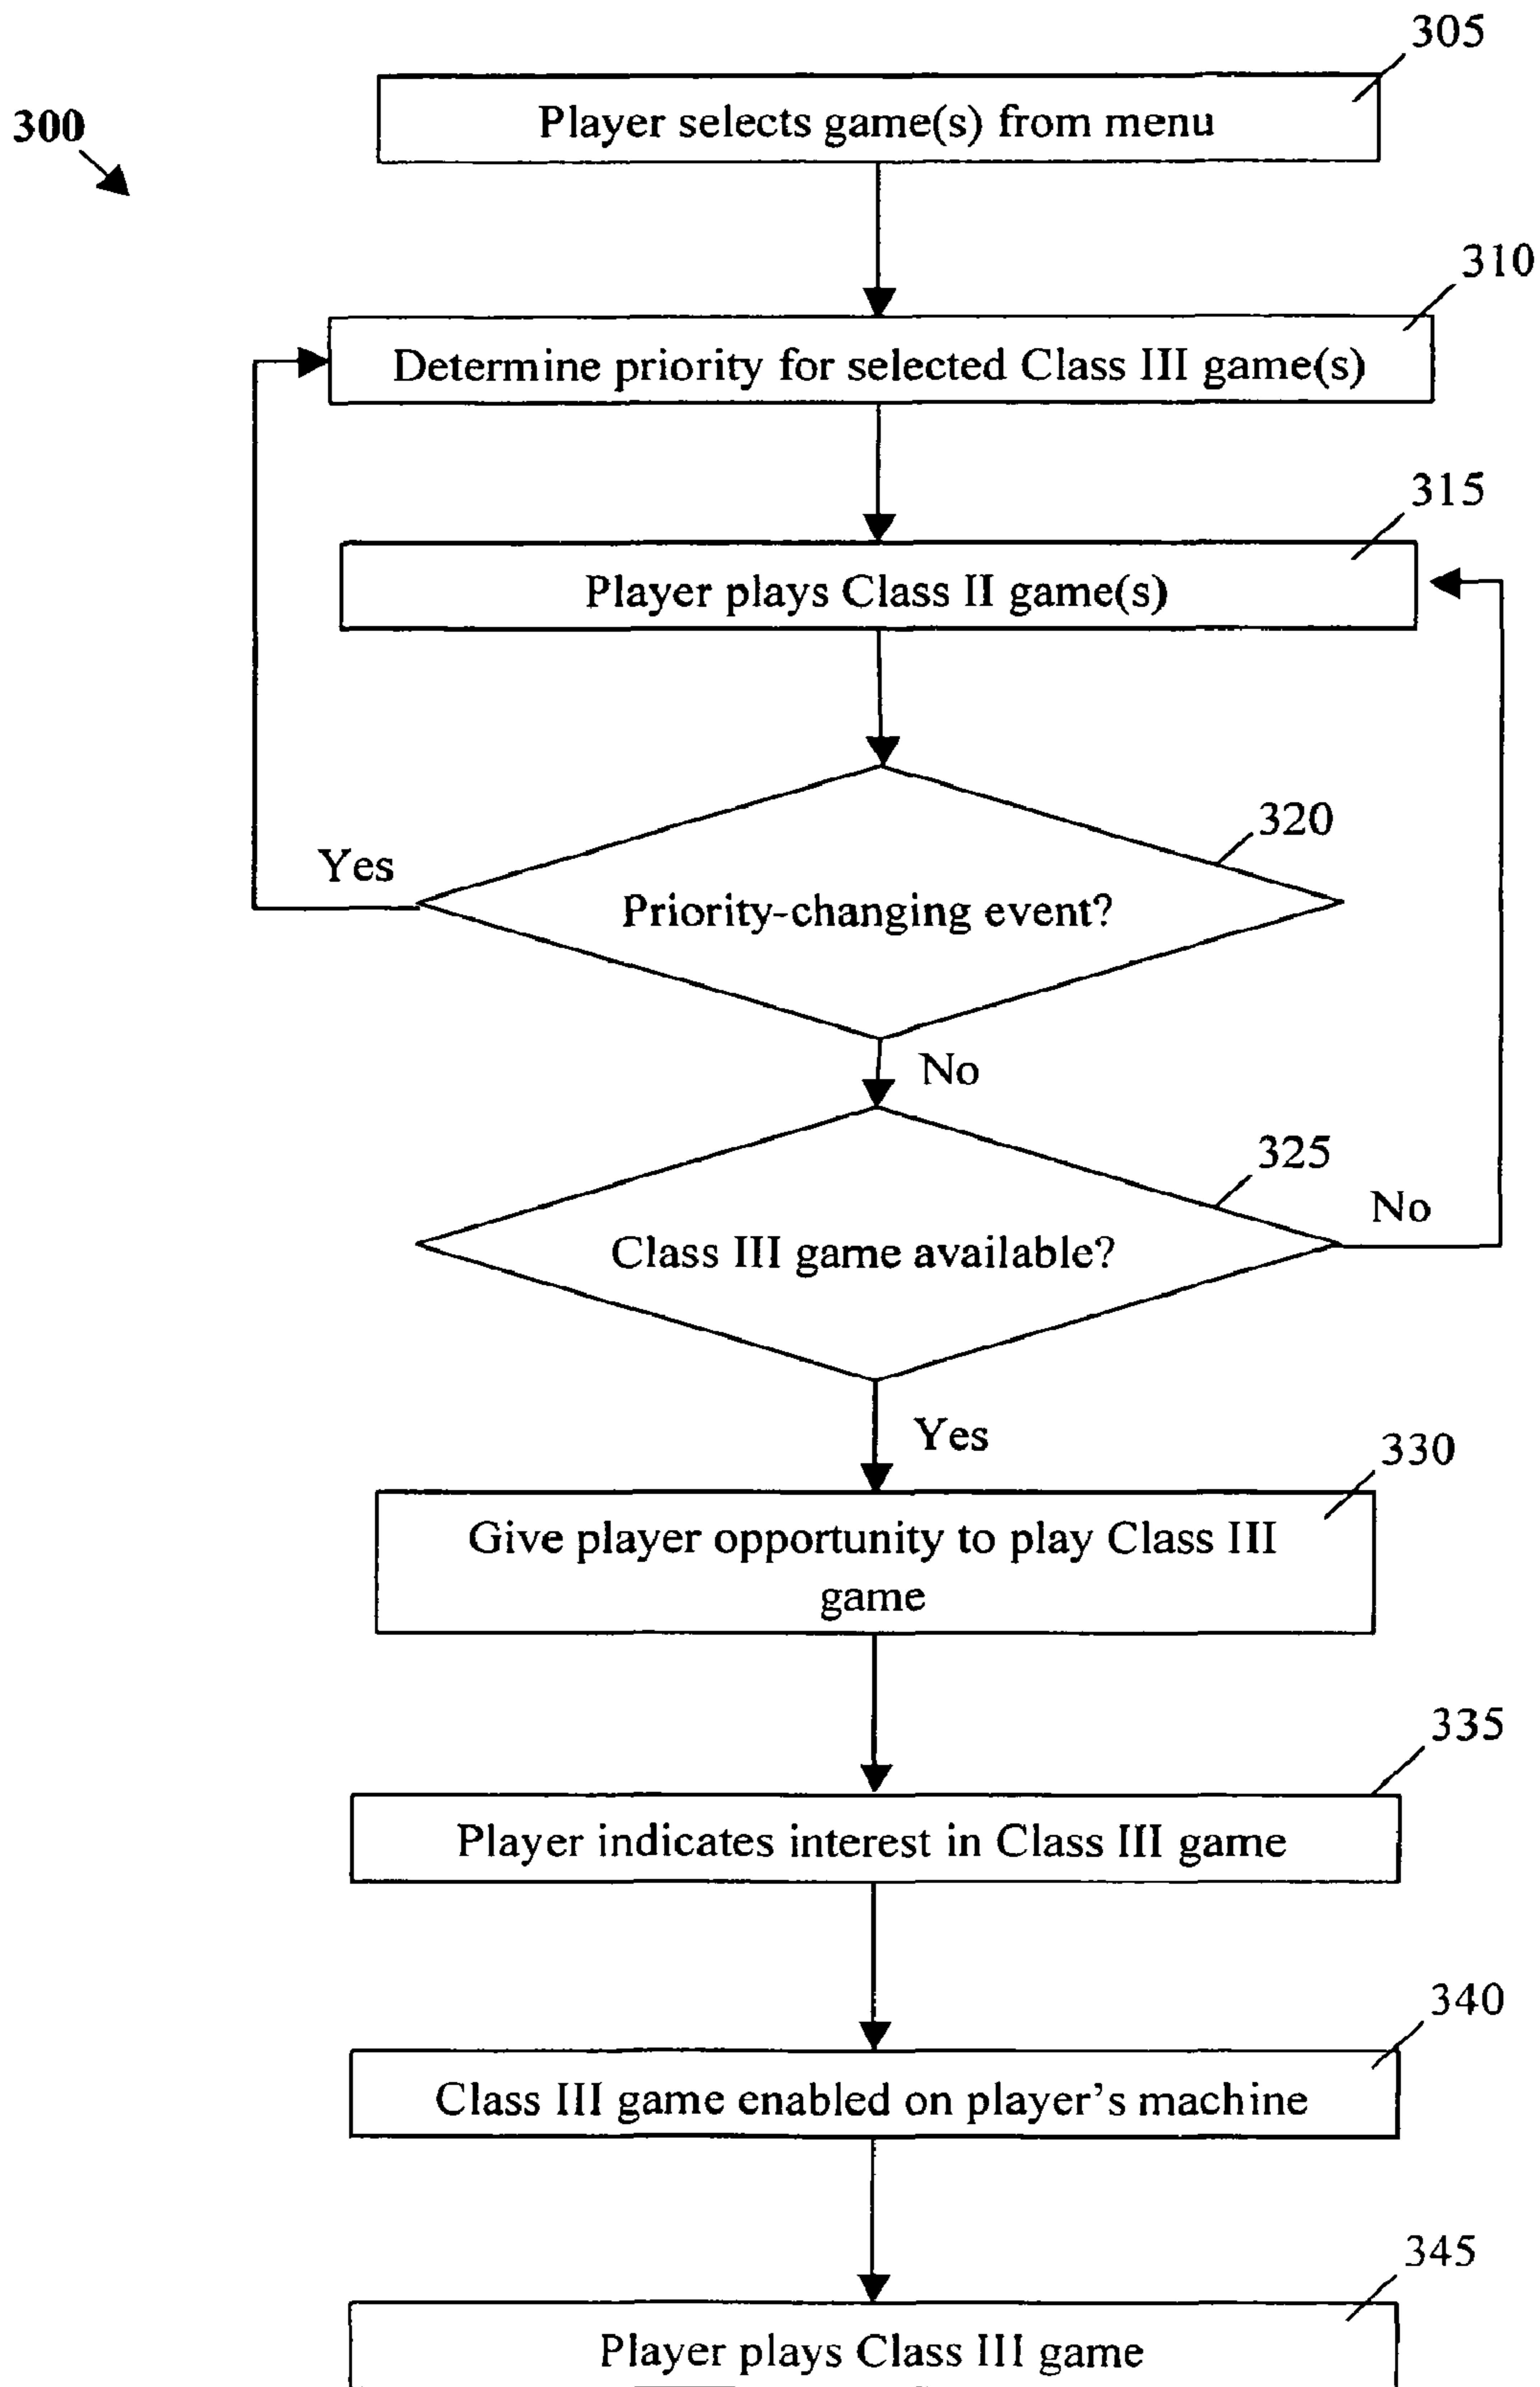 305
300
Player selects game(s) from menu
310
Determine priority for selected Class III game(s)
315
Player plays Class II game(s)
320
Yes
Priority-changing event?
No
325
No
Class III game available?
Yes
330
Give player opportunity to play Class III
game
335
Player indicates interest in Class III game
340
Class III game enabled on player's machine
345
Player plays Class III game